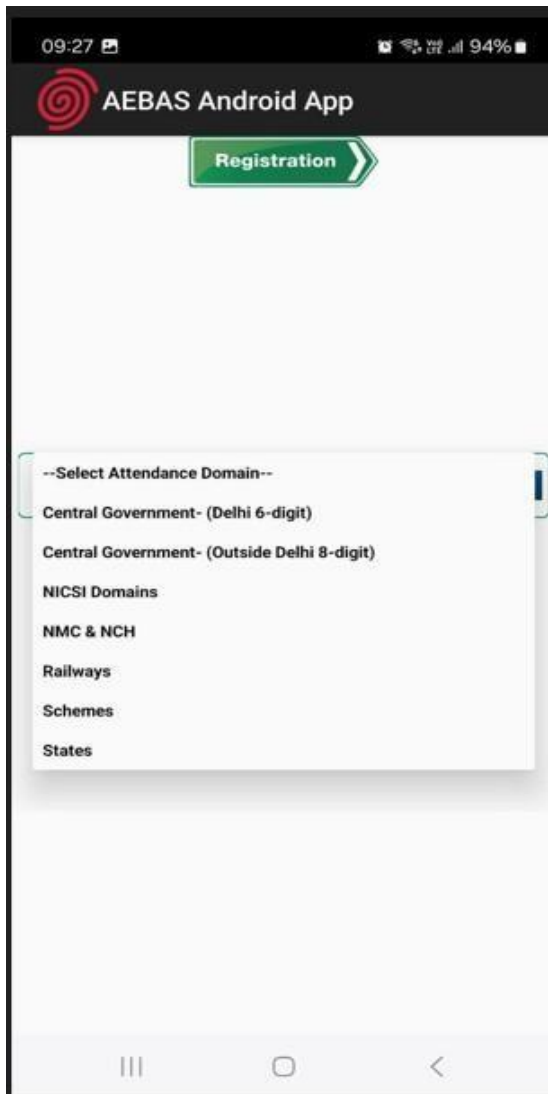 09:27 94%
AEBAS Android App
Registration
--Select Attendance Domain--
Central Government- (Delhi 6-digit)
Central Government- (Outside Delhi 8-digit)
NICSI Domains
NMC & NCH
Railways
Schemes
States